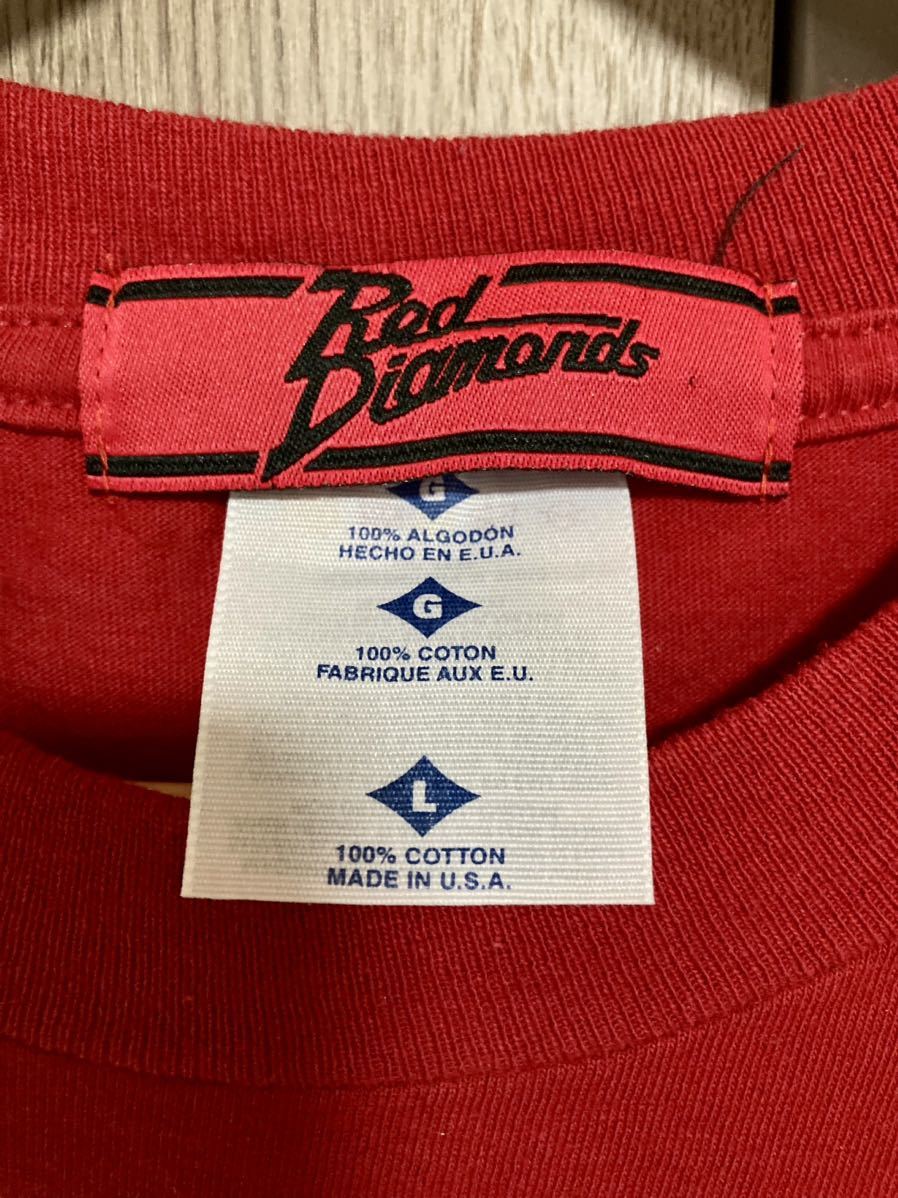 Red
Diamonds
G
100% ALGODÓN
HECHO EN E.U.A.
G
100% COTON
FABRIQUE AUX E.U.
L
100% COTTON
MADE IN U.S.A.